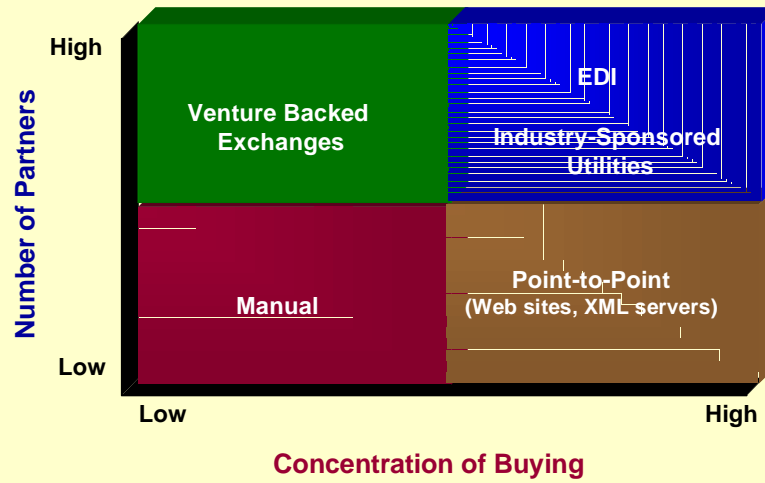 High
Number of Partners
Low
Venture Backed
Exchanges
EDI
Industry-Sponsored
Utilities
Manual
Point-to-Point
(Web sites, XML servers)
Low
High
Concentration of Buying